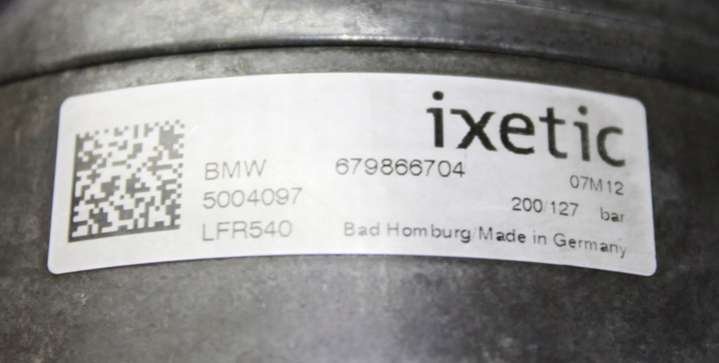 ixetic
BMW 679866704
07M12
5004097
200/127 bar
LFR540
Bad Homburg/Made in Germany